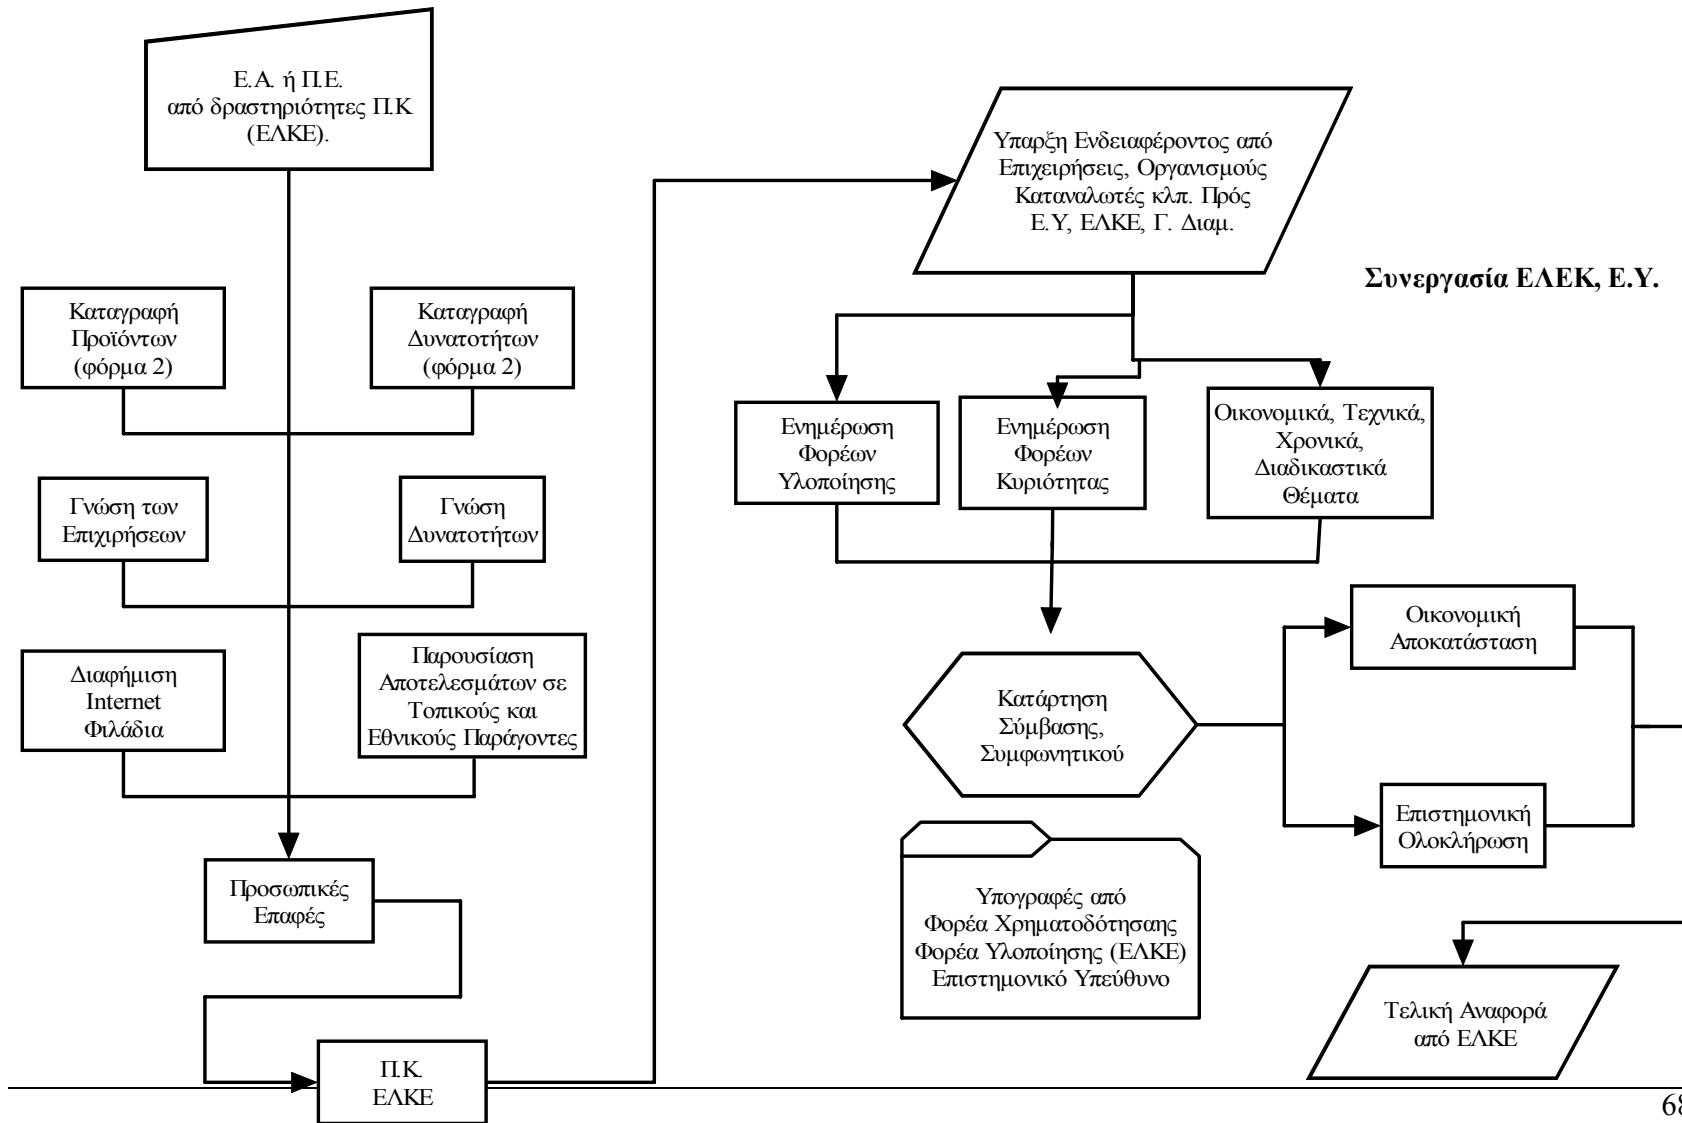 Ε.Α. ή Π.Ε.
από δραστηριότητες Π.Κ
(ΕΛΚΕ).
Καταγραφή
Προϊόντων
(φόρμα 2)
Καταγραφή
Δυνατοτήτων
(φόρμα 2)
Γνώση των
Επιχιρήσεων
Γνώση
Δυνατοτήτων
Διαφήμιση
Internet
Φιλάδια
Παρουσίαση
Αποτελεσμάτων σε
Τοπικούς και
Εθνικούς Παράγοντες
Προσωπικές
Επαφές
Π.Κ.
ΕΛΚΕ
Υπαρξη Ενδειαφέροντος από
Επιχειρήσεις, Οργανισμούς
Καταναλωτές κλπ. Πρός
Ε.Υ, ΕΛΚΕ, Γ. Διαμ.
Συνεργασία ΕΛΕΚ, Ε.Υ.
Ενημέρωση
Φορέων
Υλοποίησης
Ενημέρωση
Φορέων
Κυριότητας
Οικονομικά, Τεχνικά,
Χρονικά,
Διαδικαστικά
Θέματα
Κατάρτηση
Σύμβασης,
Συμφωνητικού
Οικονομική
Αποκατάσταση
Επιστημονική
Ολοκλήρωση
Υπογραφές από
Φορέα Χρηματοδότησαης
Φορέα Υλοποίησης (ΕΛΚΕ)
Επιστημονικό Υπεύθυνο
Τελική Αναφορά
από ΕΛΚΕ
68